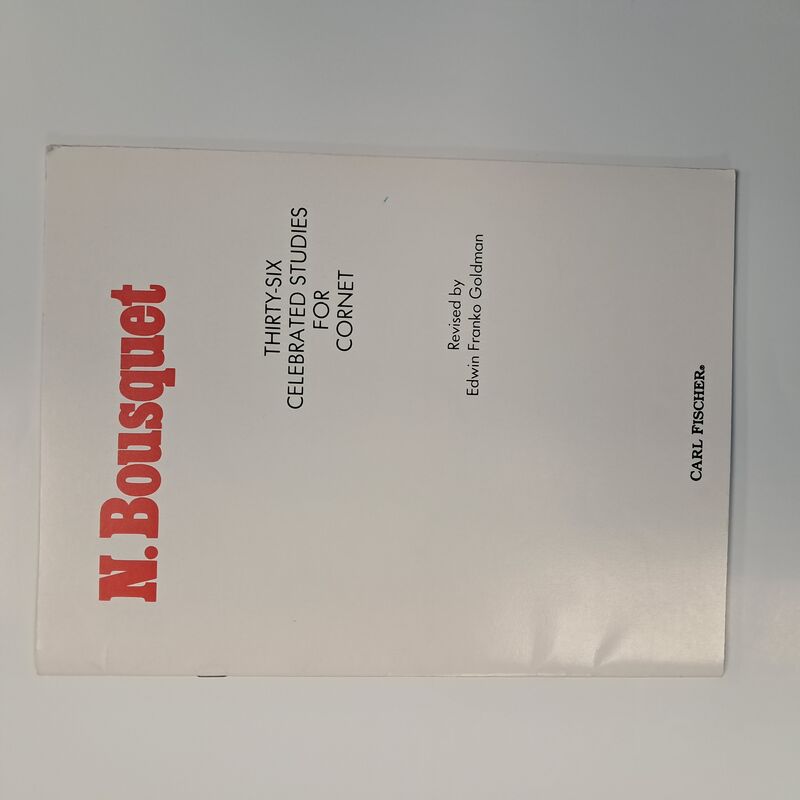 N. Bousquet
THIRTY-SIX
CELEBRATED STUDIES
FOR
CORNET
Revised by
Edwin Franko Goldman
CARL FISCHER®